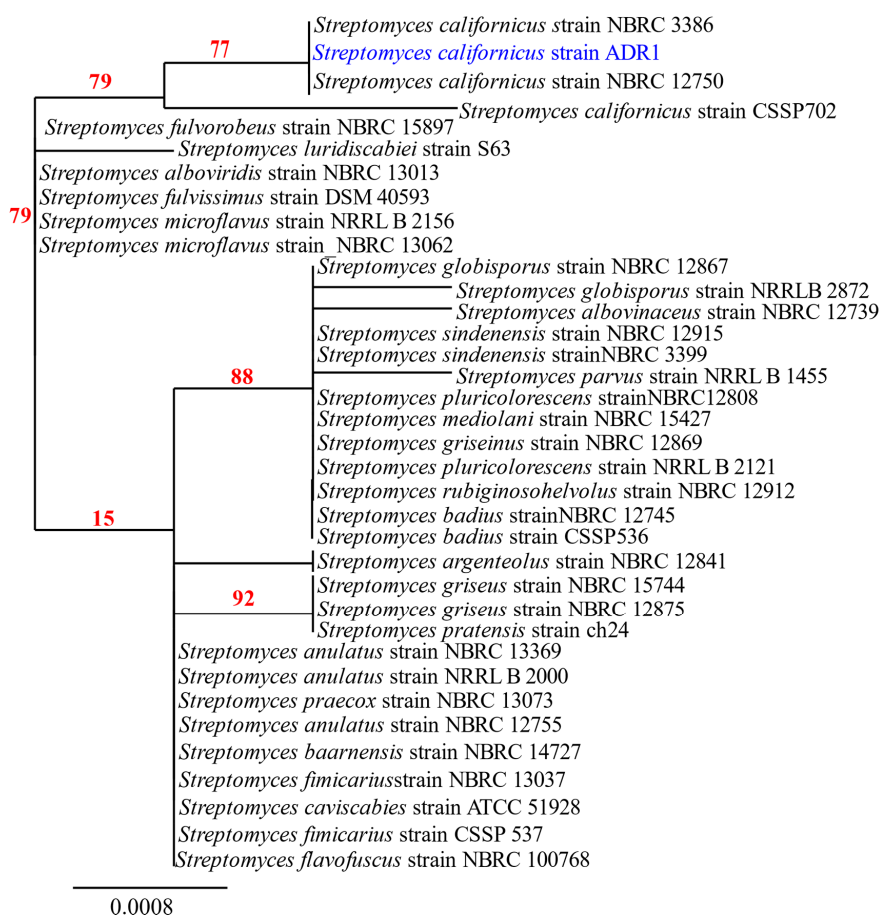 Streptomyces californicus strain NBRC 3386
77
Streptomyces californicus strain ADR1
79
Streptomyces californicus strain NBRC 12750
Streptomyces californicus strain CSSP702
Streptomyces fulvorobeus strain NBRC 15897
Streptomyces luridiscabiei strain S63
Streptomyces alboviridis strain NBRC 13013
Streptomyces fulvissimus strain DSM 40593
79
Streptomyces microflavus strain NRRL B 2156
Streptomyces microflavus strain_NBRC 13062
Streptomyces globisporus strain NBRC 12867
Streptomyces globisporus strain NRRLB 2872
Streptomyces albovinaceus strain NBRC 12739
Streptomyces sindenensis strain NBRC 12915
Streptomyces sindenensis strainNBRC 3399
88
Streptomyces parvus strain NRRL B 1455
Streptomyces pluricolorescens strainNBRC12808
Streptomyces mediolani strain NBRC 15427
Streptomyces griseinus strain NBRC 12869
Streptomyces pluricolorescens strain NRRL B 2121
Streptomyces rubiginosohelvolus strain NBRC 12912
15
Streptomyces badius strainNBRC 12745
Streptomyces badius strain CSSP536
Streptomyces argenteolus strain NBRC 12841
Streptomyces griseus strain NBRC 15744
92
Streptomyces griseus strain NBRC 12875
Streptomyces pratensis strain ch24
Streptomyces anulatus strain NBRC 13369
Streptomyces anulatus strain NRRL B 2000
Streptomyces praecox strain NBRC 13073
Streptomyces anulatus strain NBRC 12755
Streptomyces baarnensis strain NBRC 14727
Streptomyces fimicariusstrain NBRC 13037
Streptomyces caviscabies strain ATCC 51928
Streptomyces fimicarius strain CSSP 537
Streptomyces flavofuscus strain NBRC 100768
0.0008